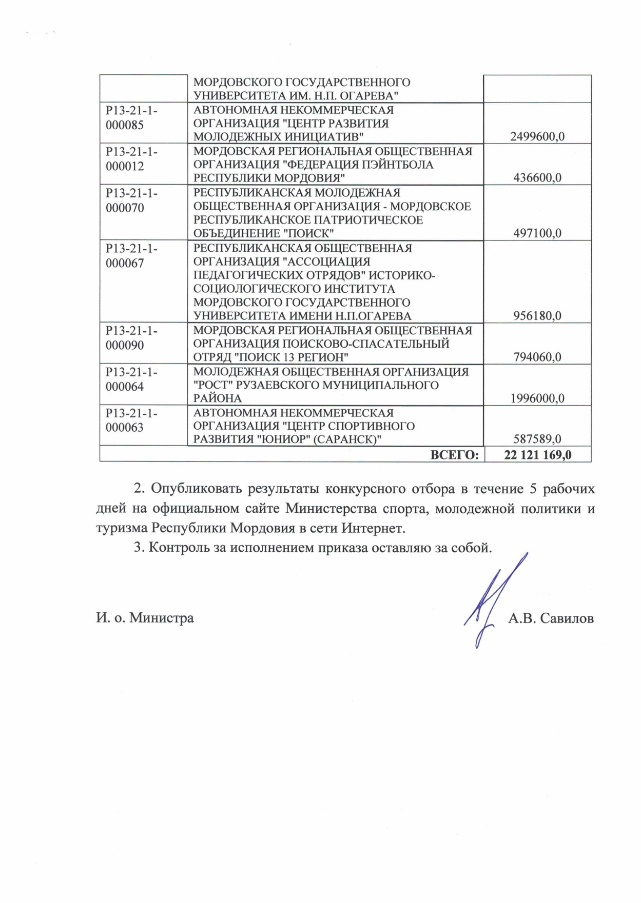 МОРДОВСКОГО ГОСУДАРСТВЕННОГО
УНИВЕРСИТЕТА ИМ. Н.П. ОГАРЕВА"
Р13-21-1-
000085
АВТОНОМНАЯ НЕКОММЕРЧЕСКАЯ
ОРГАНИЗАЦИЯ "ЦЕНТР РАЗВИТИЯ
МОЛОДЕЖНЫХ ИНИЦИАТИВ"
2499600,0
Р13-21-1-
000012
МОРДОВСКАЯ РЕГИОНАЛЬНАЯ ОБЩЕСТВЕННАЯ
ОРГАНИЗАЦИЯ "ФЕДЕРАЦИЯ ПЭЙНТБОЛА
РЕСПУБЛИКИ МОРДОВИЯ"
436600,0
Р13-21-1-
000070
РЕСПУБЛИКАНСКАЯ МОЛОДЕЖНАЯ
ОБЩЕСТВЕННАЯ ОРГАНИЗАЦИЯ - МОРДОВСКОЕ
РЕСПУБЛИКАНСКОЕ ПАТРИОТИЧЕСКОЕ
ОБЪЕДИНЕНИЕ "ПОИСК"
497100,0
Р13-21-1-
000067
РЕСПУБЛИКАНСКАЯ ОБЩЕСТВЕННАЯ
ОРГАНИЗАЦИЯ "АССОЦИАЦИЯ
ПЕДАГОГИЧЕСКИХ ОТРЯДОВ" ИСТОРИКО-
СОЦИОЛОГИЧЕСКОГО ИНСТИТУТА
МОРДОВСКОГО ГОСУДАРСТВЕННОГО
УНИВЕРСИТЕТА ИМЕНИ Н.П.ОГАРЕВА
956180,0
Р13-21-1-
000090
МОРДОВСКАЯ РЕГИОНАЛЬНАЯ ОБЩЕСТВЕННАЯ
ОРГАНИЗАЦИЯ ПОИСКОВО-СПАСАТЕЛЬНЫЙ
ОТРЯД "ПОИСК 13 РЕГИОН"
794060,0
Р13-21-1-
000064
МОЛОДЕЖНАЯ ОБЩЕСТВЕННАЯ ОРГАНИЗАЦИЯ
"РОСТ" РУЗАЕВСКОГО МУНИЦИПАЛЬНОГО
РАЙОНА
1996000,0
Р13-21-1-
000063
АВТОНОМНАЯ НЕКОММЕРЧЕСКАЯ
ОРГАНИЗАЦИЯ "ЦЕНТР СПОРТИВНОГО
РАЗВИТИЯ "ЮНИОР" (САРАНСК)"
587589,0
ВСЕГО: 22 121 169,0
2. Опубликовать результаты конкурсного отбора в течение 5 рабочих
дней на официальном сайте Министерства спорта, молодежной политики и
туризма Республики Мордовия в сети Интернет.
3. Контроль за исполнением приказа оставляю за собой.
И. о. Министра
А.В. Савилов